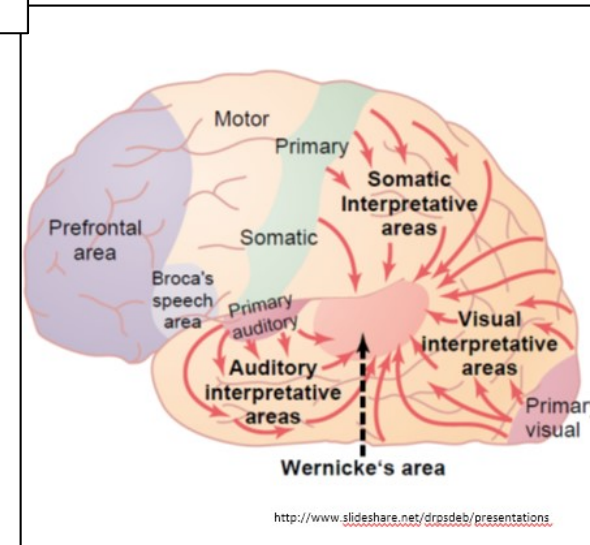 Motor
Primary
Somatic
Interpretative
areas
Prefrontal
area
Somatic
Broca's
speech
area
Primary
auditory
Visual
interpretative
areas
Auditory
interpretative
areas
Primar
visual
Wernicke's area
http://www.slideshare.net/drpsdeb/presentations